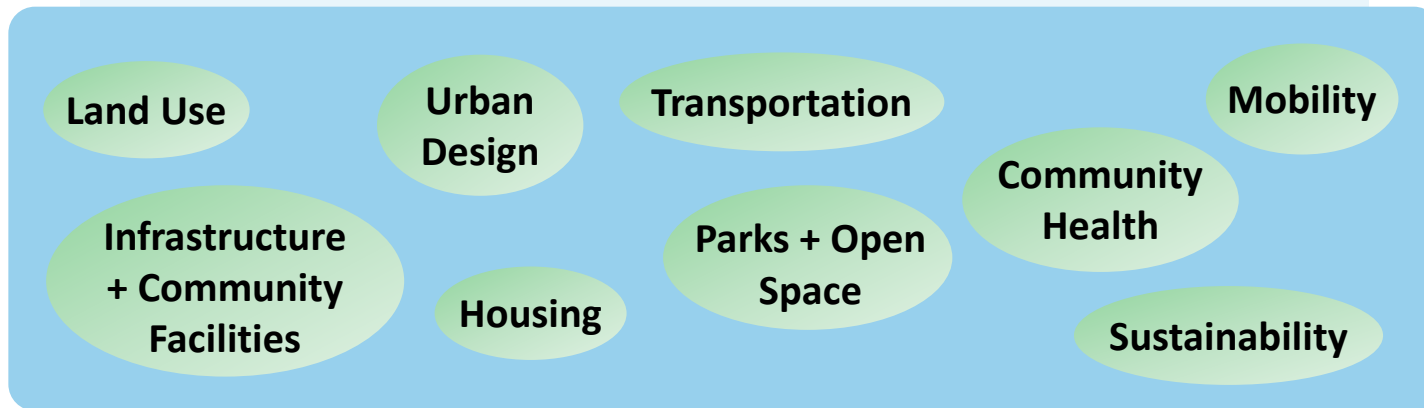 Land Use
Urban
Design
Transportation
Mobility
Community
Health
Infrastructure
+ Community
Facilities
Housing
Parks + Open
Space
Sustainability